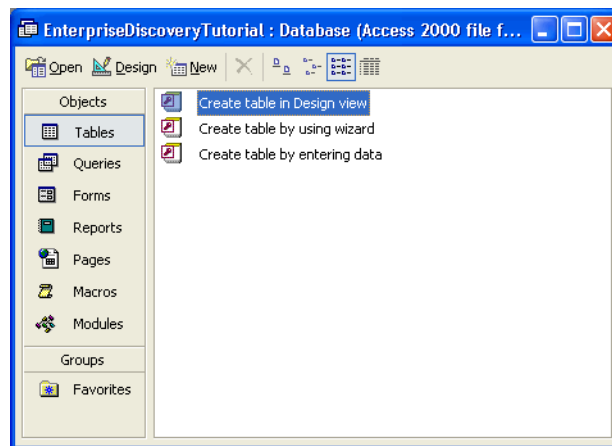 EnterpriseDiscoveryTutorial : Database (Access 2000 file f...
Open Design New
Objects
Tables
Queries
Forms
Reports
Pages
Macros
Modules
Groups
Favorites
Create table in Design view
Create table by using wizard
Create table by entering data